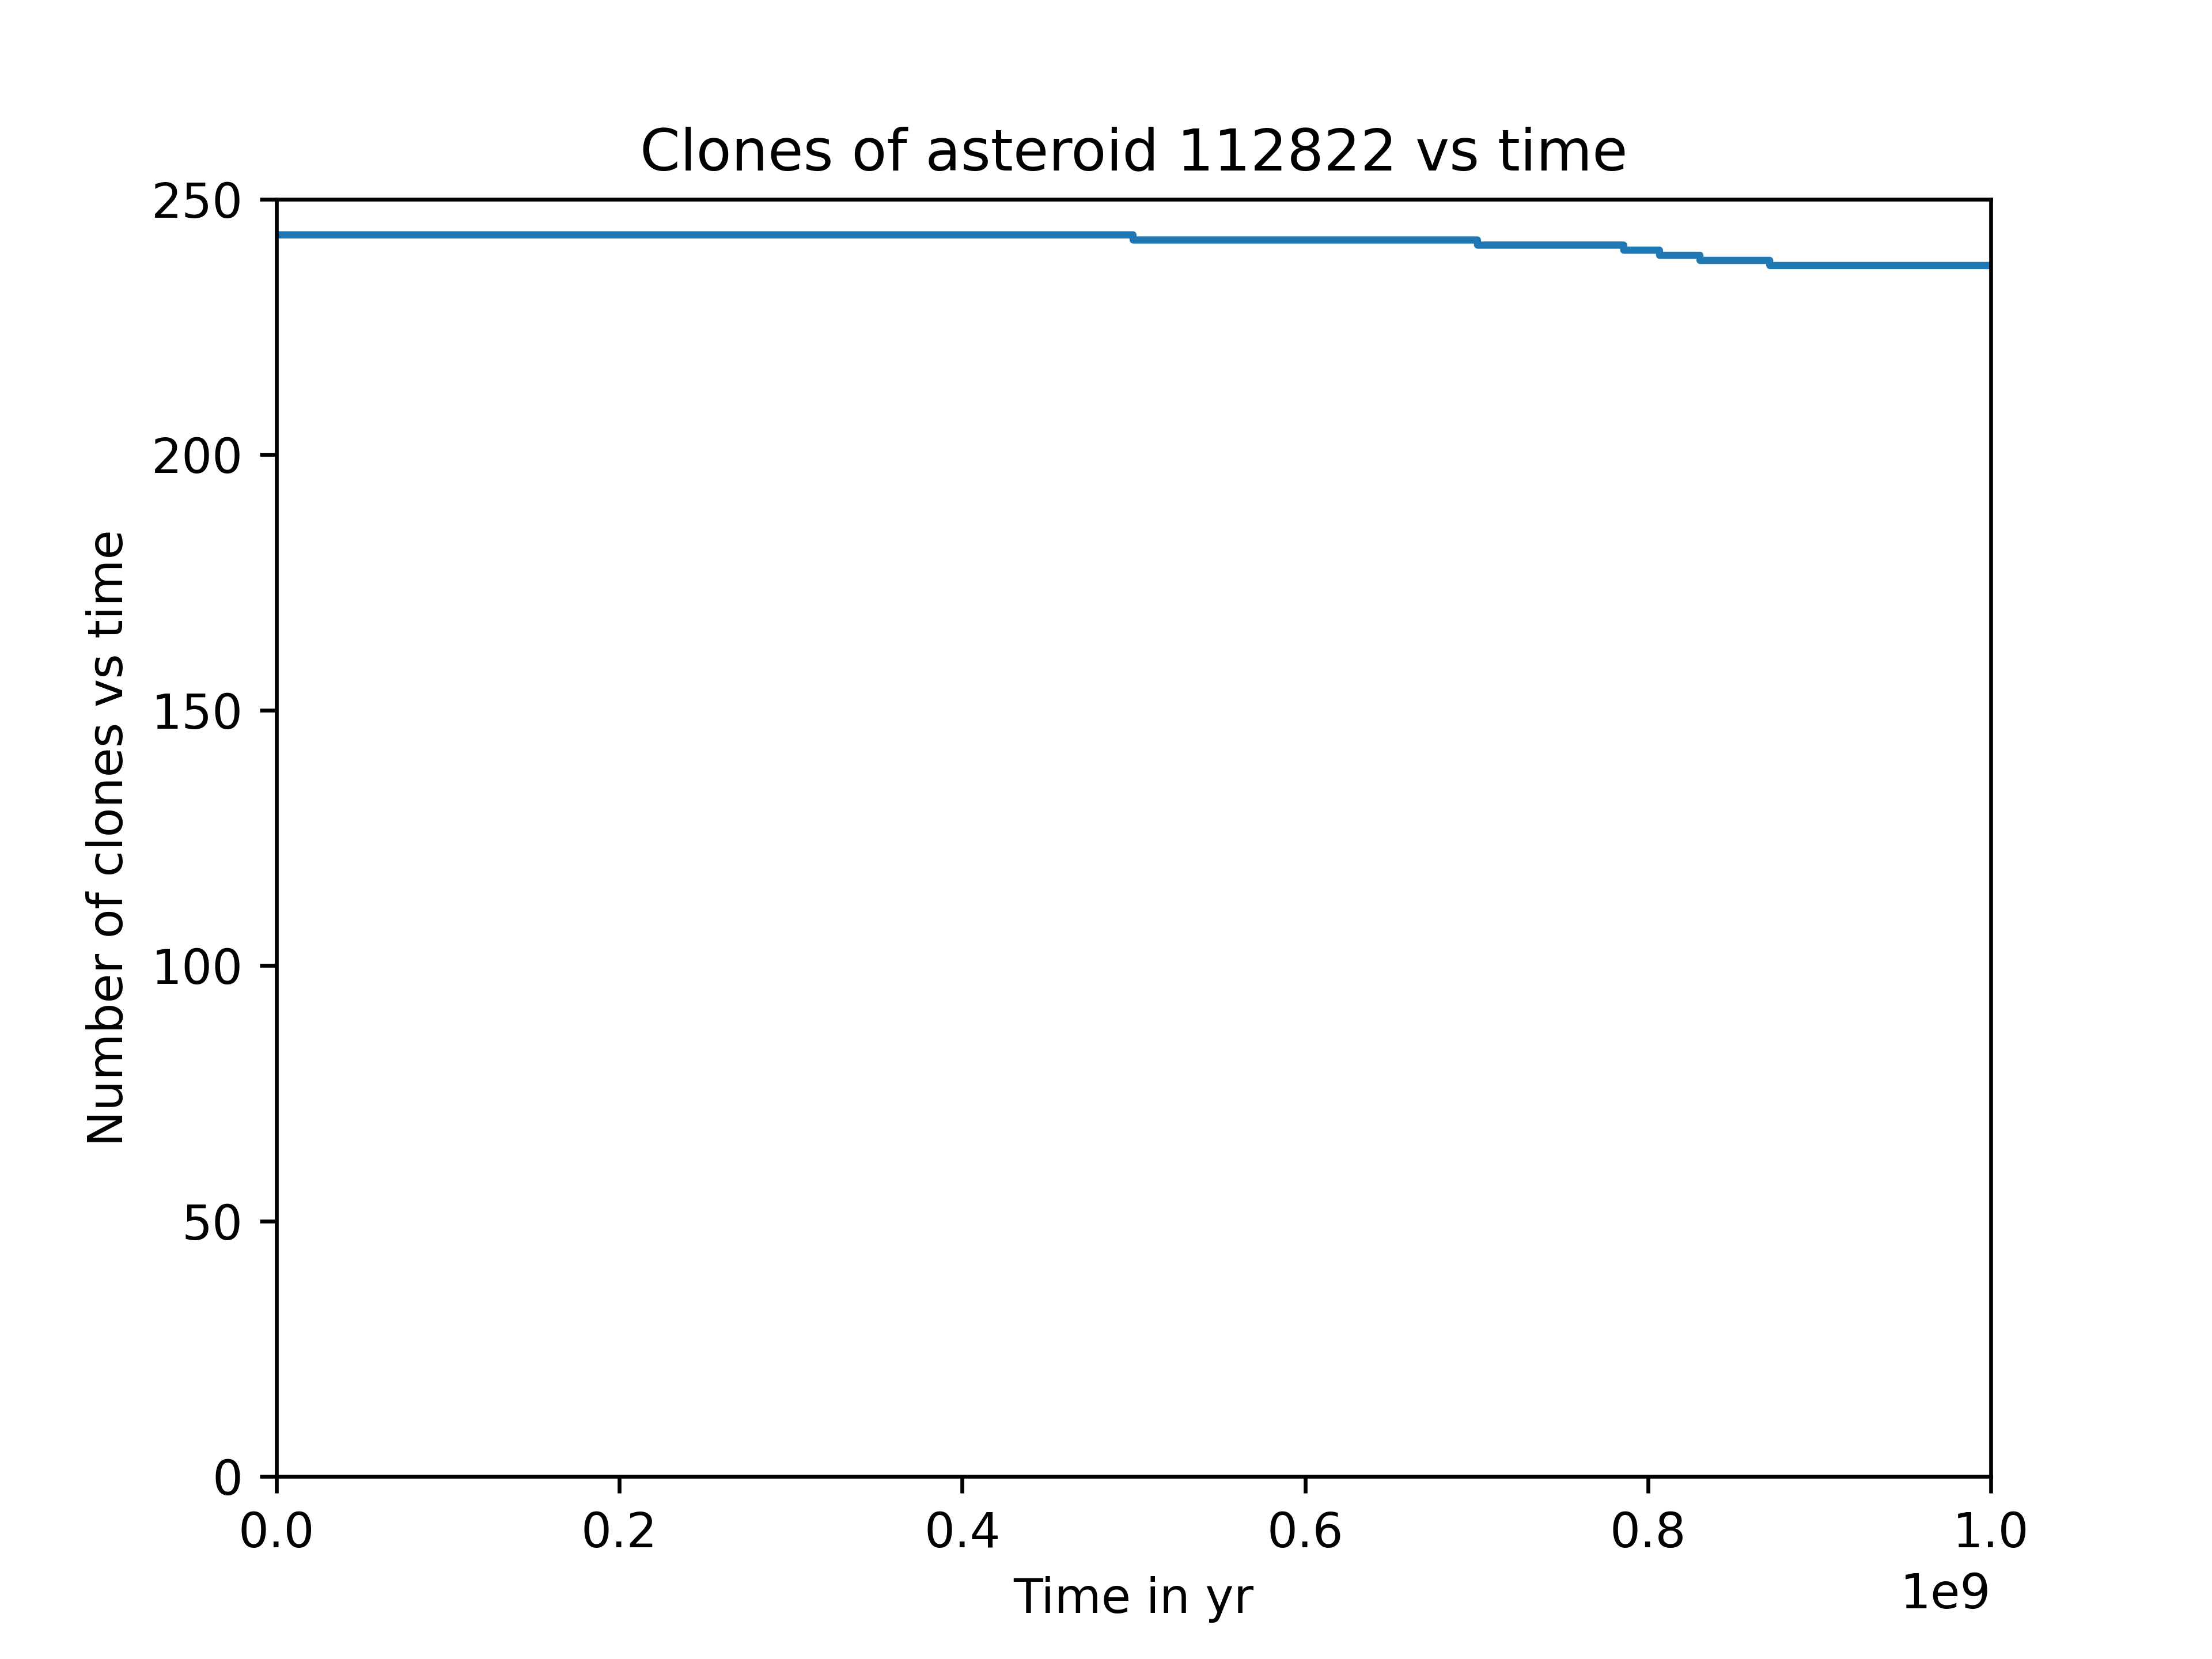 Clones of asteroid 112822 vs time
250
200
150
100
50
0
Number of clones vs time
0.0 0.2 0.4 0.6 0.8 1.0
Time in yr
1e9